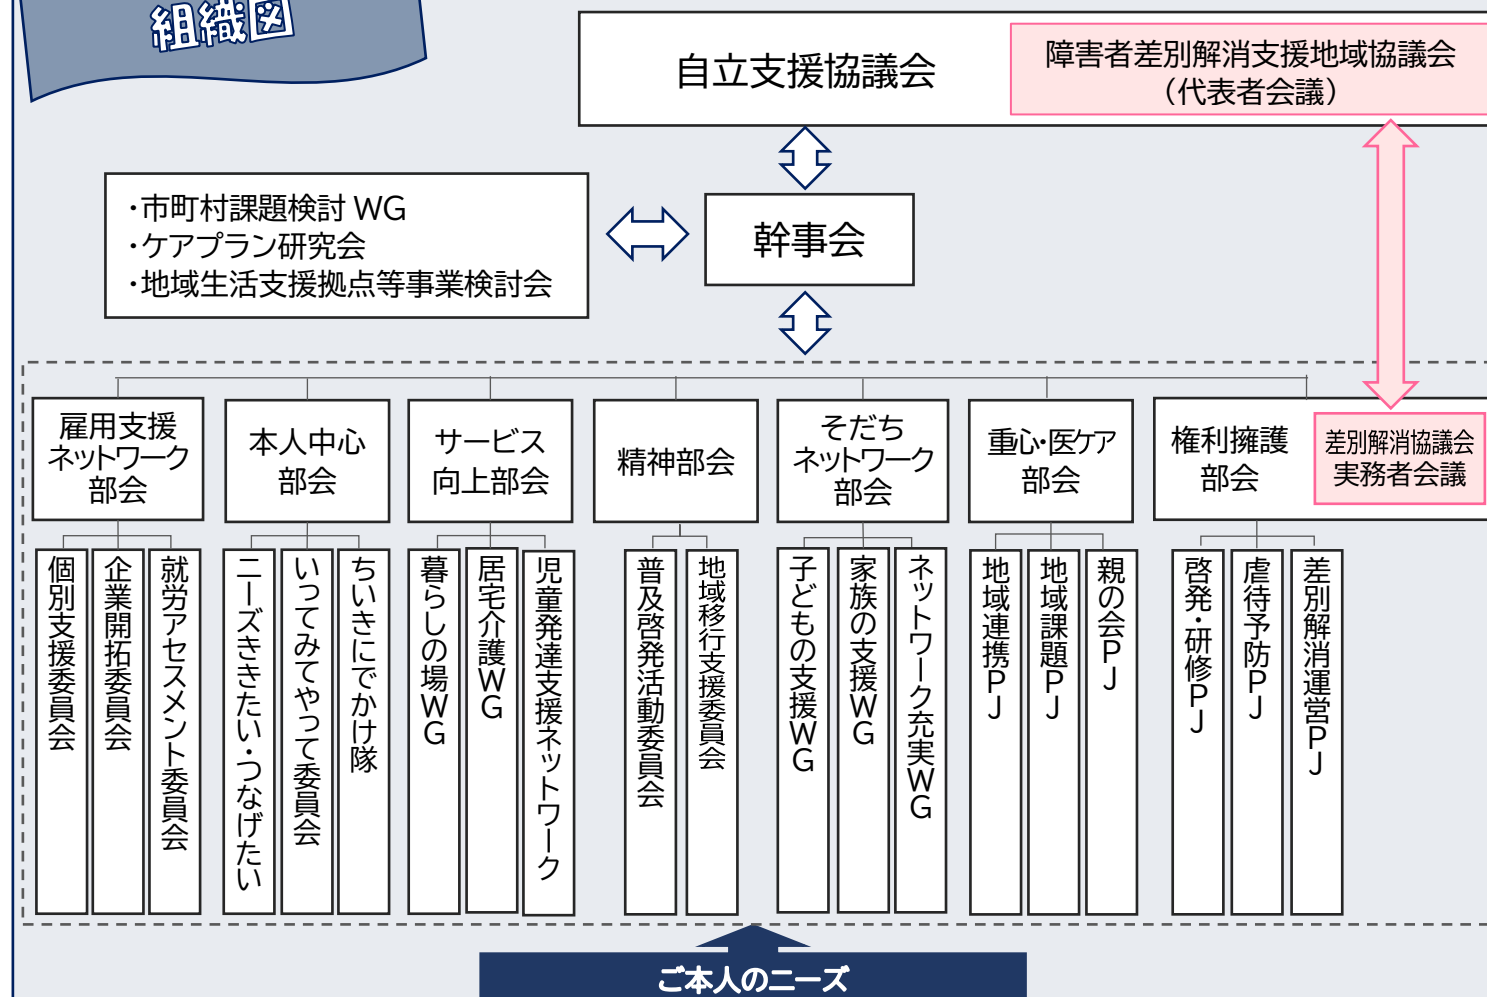 組織図
自立支援協議会
障害者差別解消支援地域協議会
（代表者会議）
・市町村課題検討 WG
・ケアプラン研究会
・地域生活支援拠点等事業検討会
幹事会
雇用支援
ネットワーク
部会
本人中心
部会
サービス
向上部会
精神部会
そだち
ネットワーク
部会
重心・医ケア
部会
権利擁護
部会
差別解消協議会
実務者会議
個別支援委員会
企業開拓委員会
就労アセスメント委員会
ニーズききたい・つなげたい
いってみてやって委員会
ちいきにでかけ隊
暮らしの場WG
居宅介護WG
児童発達支援ネットワーク
普及啓発活動委員会
地域移行支援委員会
子どもの支援WG
家族の支援WG
ネットワーク充実WG
地域連携PJ
地域課題PJ
親の会PJ
啓発・研修PJ
虐待予防PJ
差別解消運営PJ
ご本人のニーズ